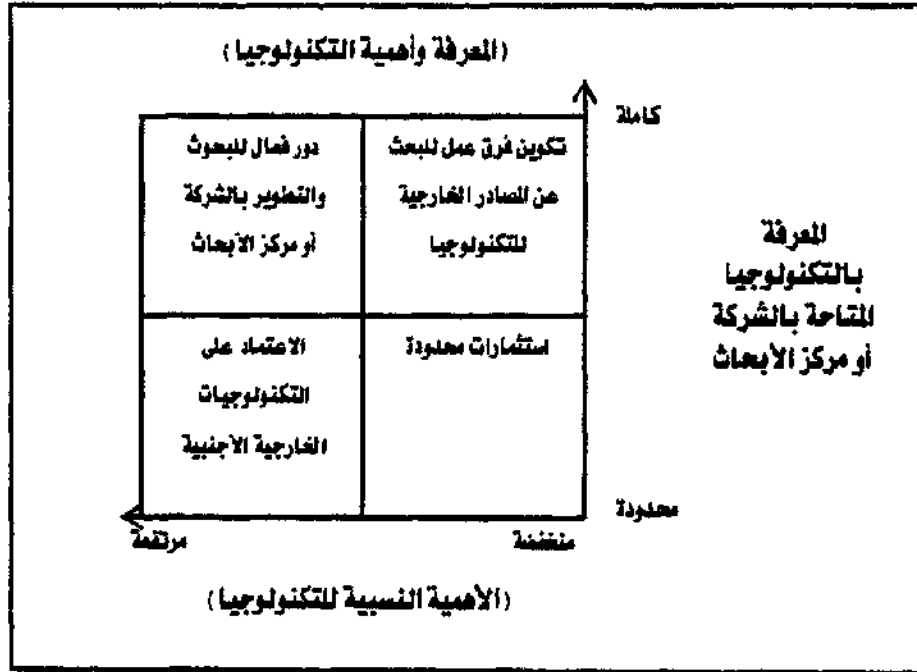 (المعرفة وأهمية التكنولوجيا)
كاملة
تكوين فرق عمل للبحث
عن المصادر الخارجية
للتكنولوجيا
دور فعال للبحوث
والتطوير بالشركة
أو مركز الأبحاث
المعرفة
بالتكنولوجيا
المتاحة بالشركة
أو مركز الأبحاث
استثمارات محدودة
الاعتماد على
التكنولوجيات
الخارجية الأجنبية
محدودة
منخفضة
مرتفعة
(الأهمية النسبية للتكنولوجيا)